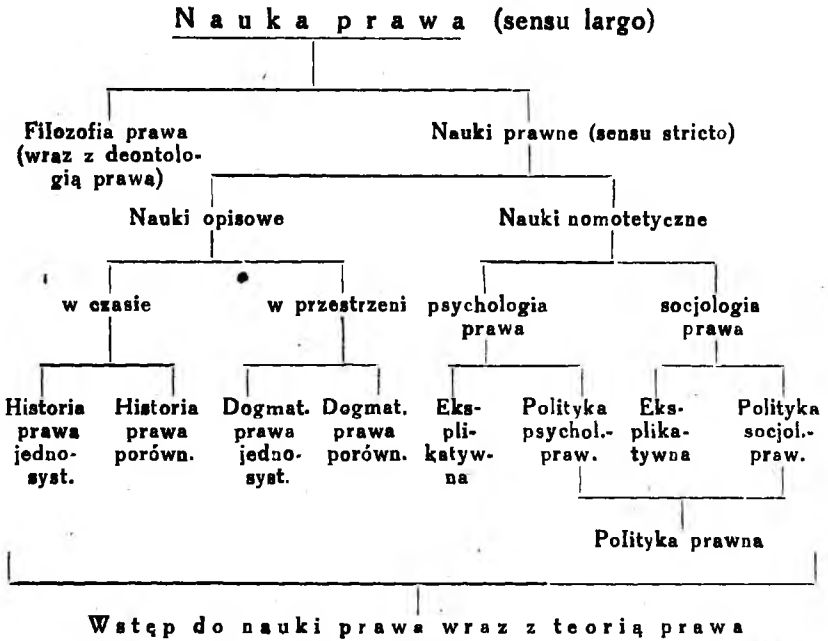 Nauka prawa (sensu largo)
Filozofia prawa
(wraz z deontolo-
gią prawa)
Nauki prawne (sensu stricto)
Nauki opisowe
Nauki nomotetyczne
w czasie
w przestrzeni
psychologia
prawa
socjologia
prawa
Historia
prawa
jedno-
syst.
Historia
prawa
porówn.
Dogmat.
prawa
jedno-
syst.
Dogmat.
prawa
porówn.
Eks-
pli-
katyw-
na
Polityka
psychol.-
praw.
Eks-
plika-
tywna
Polityka
socjol.-
praw.
Polityka prawna
Wstęp do nauki prawa wraz z teorią prawa